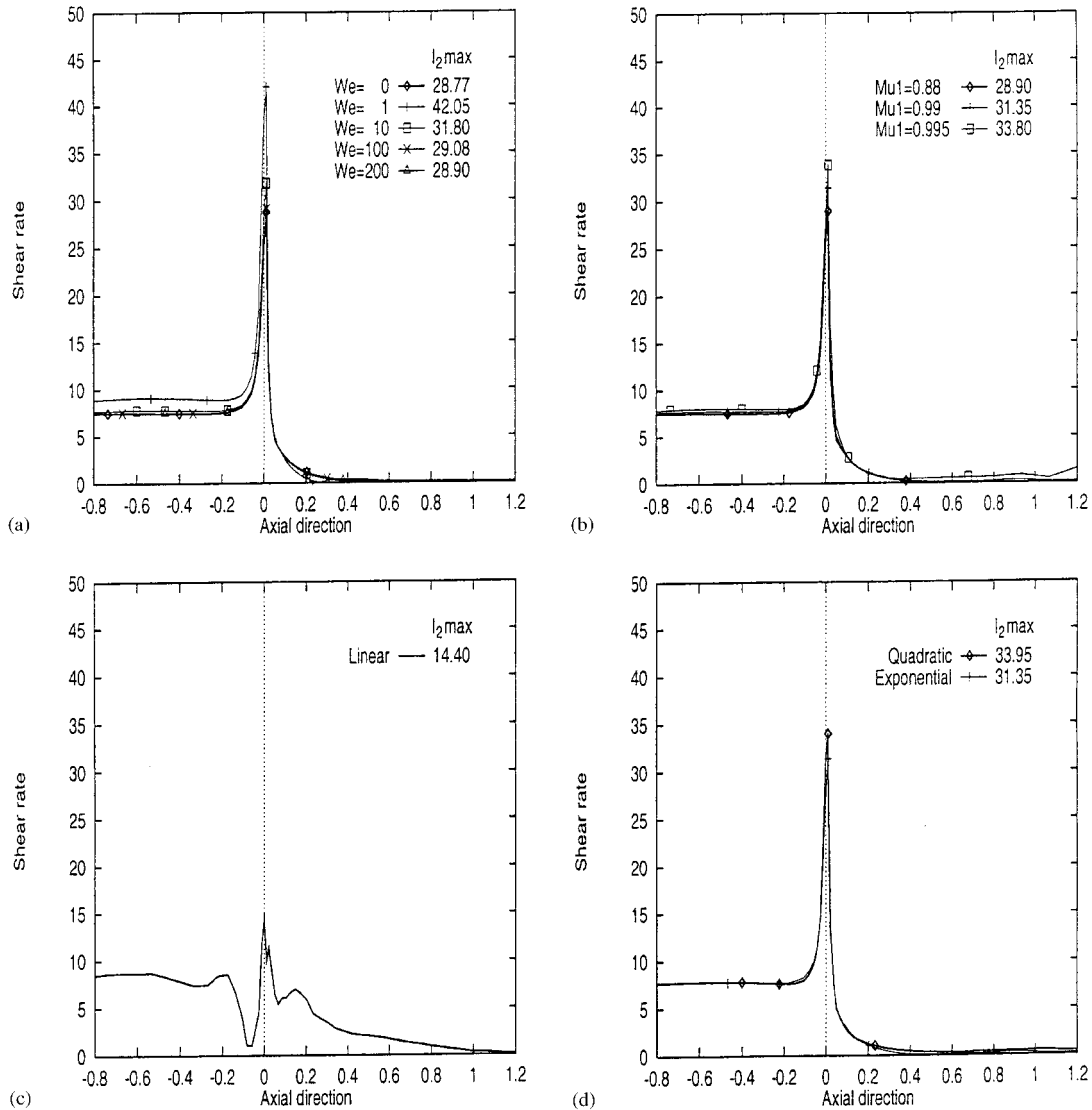 50
45
40
35
30
25
20
15
10
5
0
Shear rate
I2max
We= 0 28.77
We= 1 42.05
We= 10 31.80
We=100 29.08
We=200 28.90
-0.8 -0.6 -0.4 -0.2 0 0.2 0.4 0.6 0.8 1 1.2
Axial direction
(a)
50
45
40
35
30
25
20
15
10
5
0
Shear rate
I2max
Mu1=0.88 28.90
Mu1=0.99 31.35
Mu1=0.995 33.80
-0.8 -0.6 -0.4 -0.2 0 0.2 0.4 0.6 0.8 1 1.2
Axial direction
(b)
50
45
40
35
30
25
20
15
10
5
0
Shear rate
I2max
Linear 14.40
-0.8 -0.6 -0.4 -0.2 0 0.2 0.4 0.6 0.8 1 1.2
Axial direction
(c)
50
45
40
35
30
25
20
15
10
5
0
Shear rate
I2max
Quadratic 33.95
Exponential 31.35
-0.8 -0.6 -0.4 -0.2 0 0.2 0.4 0.6 0.8 1 1.2
Axial direction
(d)